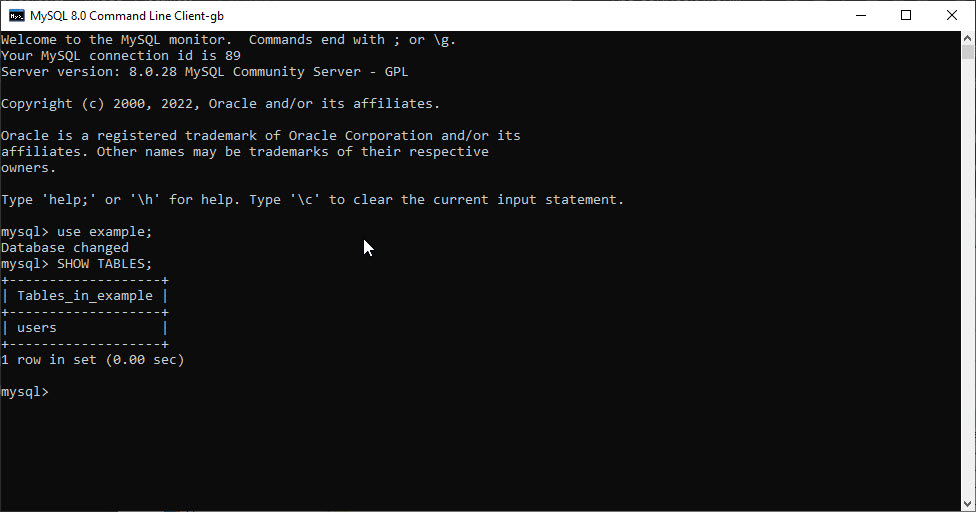 MySQL 8.0 Command Line Client-gb
Welcome to the MySQL monitor.  Commands end with ; or \g.
Your MySQL connection id is 89
Server version: 8.0.28 MySQL Community Server - GPL
Copyright (c) 2000, 2022, Oracle and/or its affiliates.
Oracle is a registered trademark of Oracle Corporation and/or its
affiliates. Other names may be trademarks of their respective
owners.
Type 'help;' or '\h' for help. Type '\c' to clear the current input statement.
mysql> use example;
Database changed
mysql> SHOW TABLES;
+-------------------+
| Tables_in_example |
+-------------------+
| users             |
+-------------------+
1 row in set (0.00 sec)
mysql>